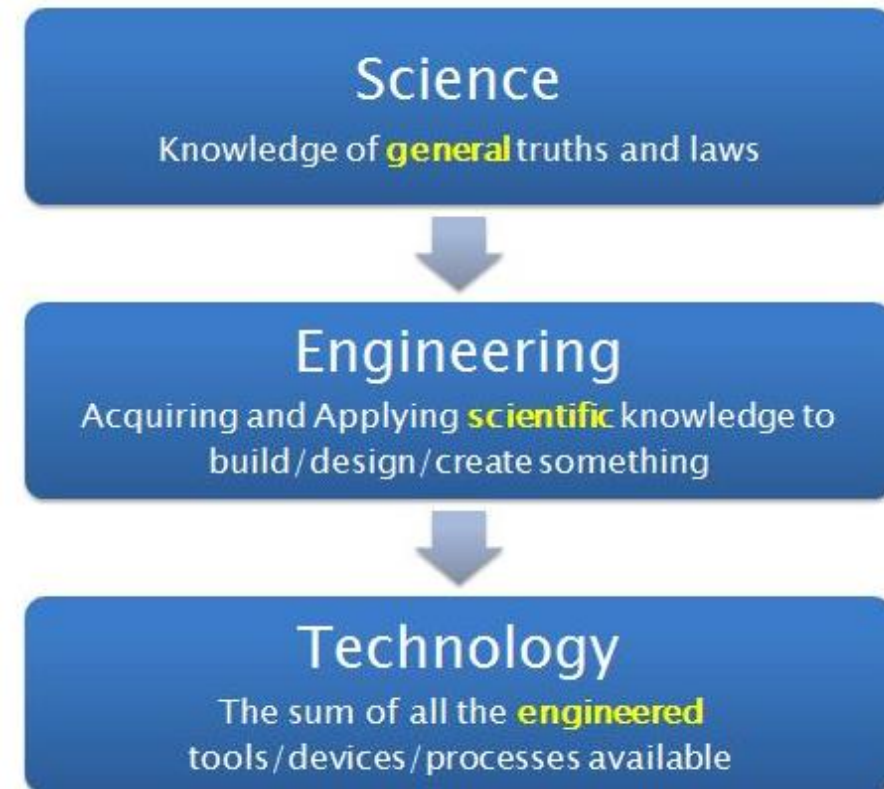 Science
Knowledge of general truths and laws
Engineering
Acquiring and Applying scientific knowledge to
build/design/create something
Technology
The sum of all the engineered
tools/devices/processes available